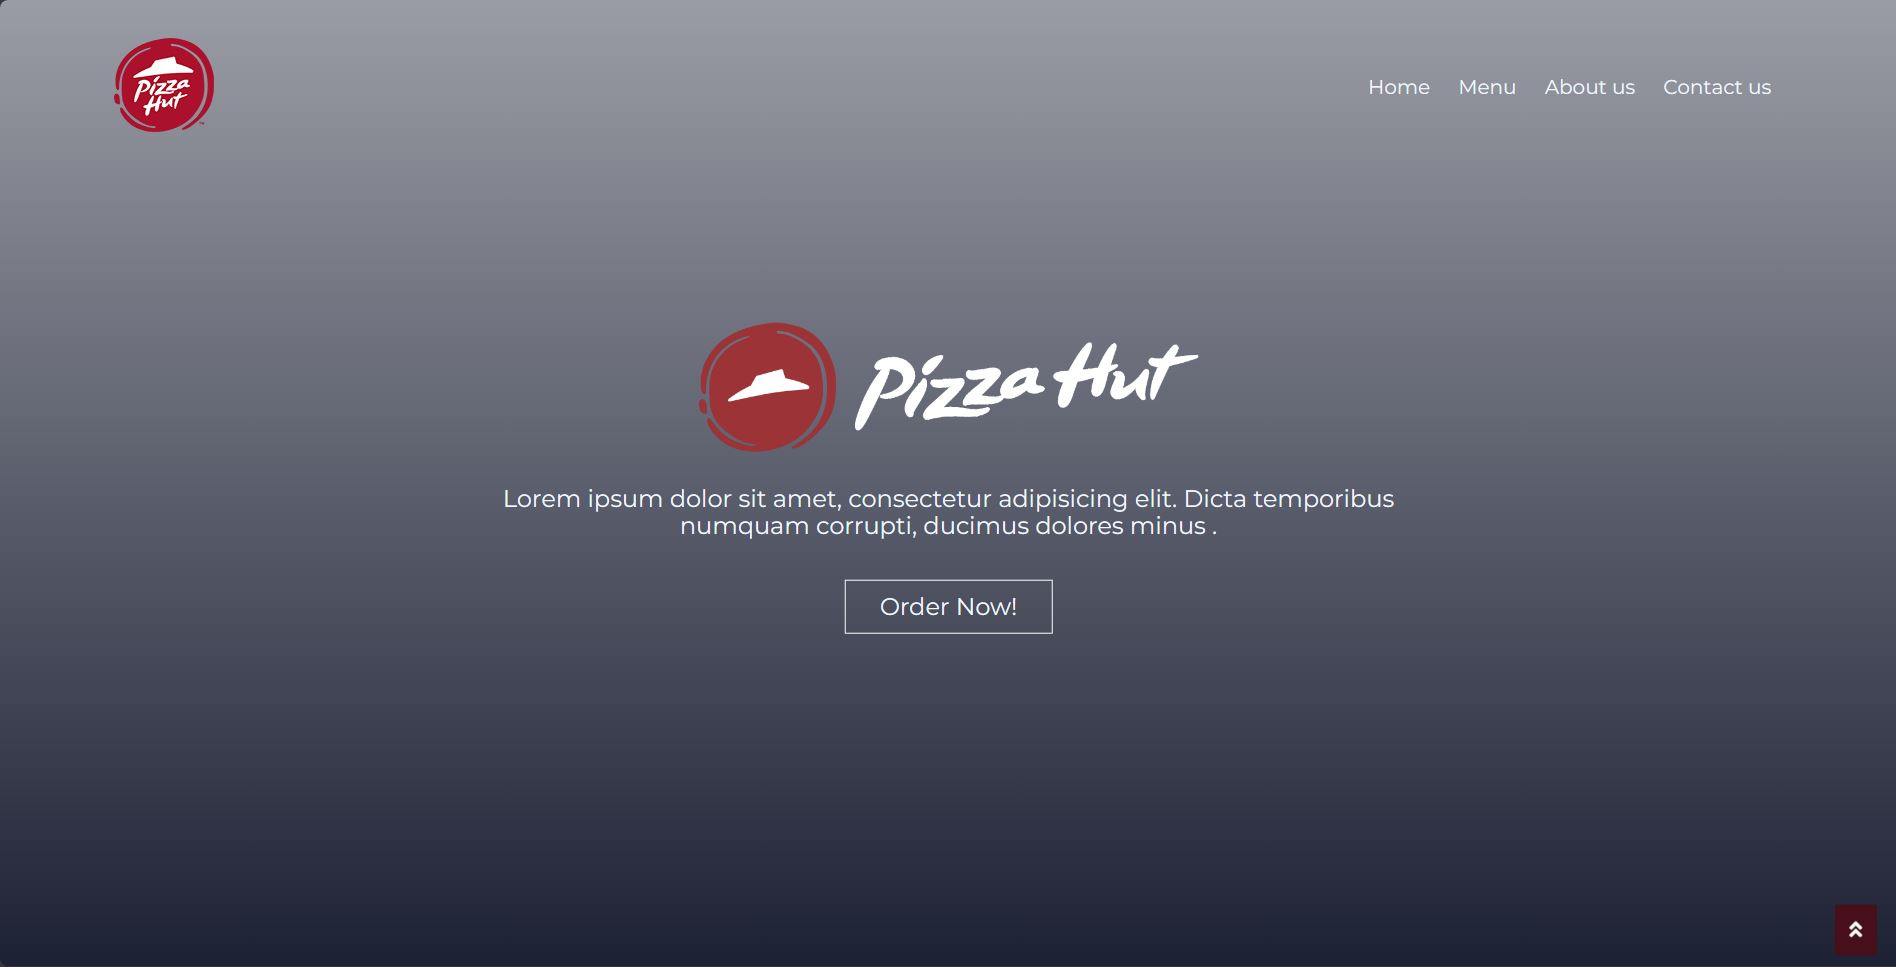 Pizza
Hut
Home Menu About us Contact us
Pizza Hut
Lorem ipsum dolor sit amet, consectetur adipisicing elit. Dicta temporibus
numquam corrupti, ducimus dolores minus .
Order Now!